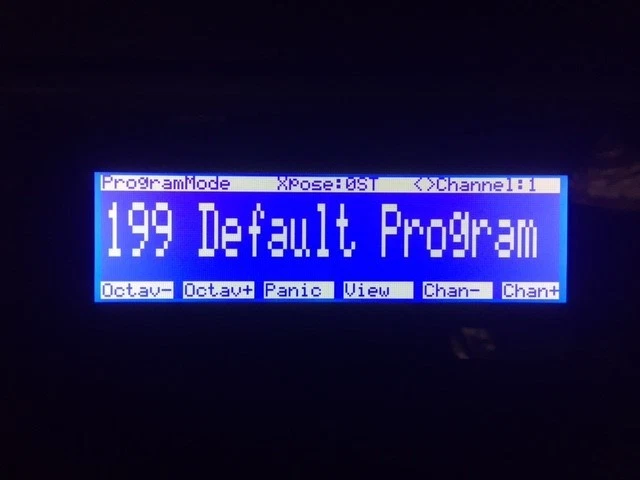 ProgramMode Xpose:0ST <>Channel:1
199 Default Program
Octav- Octav+ Panic View Chan- Chan+